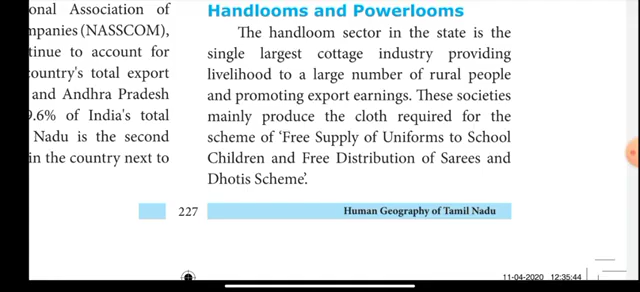 onal Association of
mpanies (NASSCOM),
tinue to account for
country's total export
and Andhra Pradesh
9.6% of India's total
Nadu is the second
in the country next to
Handlooms and Powerlooms
The handloom sector in the state is the
single largest cottage industry providing
livelihood to a large number of rural people
and promoting export earnings. These societies
mainly produce the cloth required for the
scheme of 'Free Supply of Uniforms to School
Children and Free Distribution of Sarees and
Dhotis Scheme'.
227
Human Geography of Tamil Nadu
11-04-2020 12:35:44